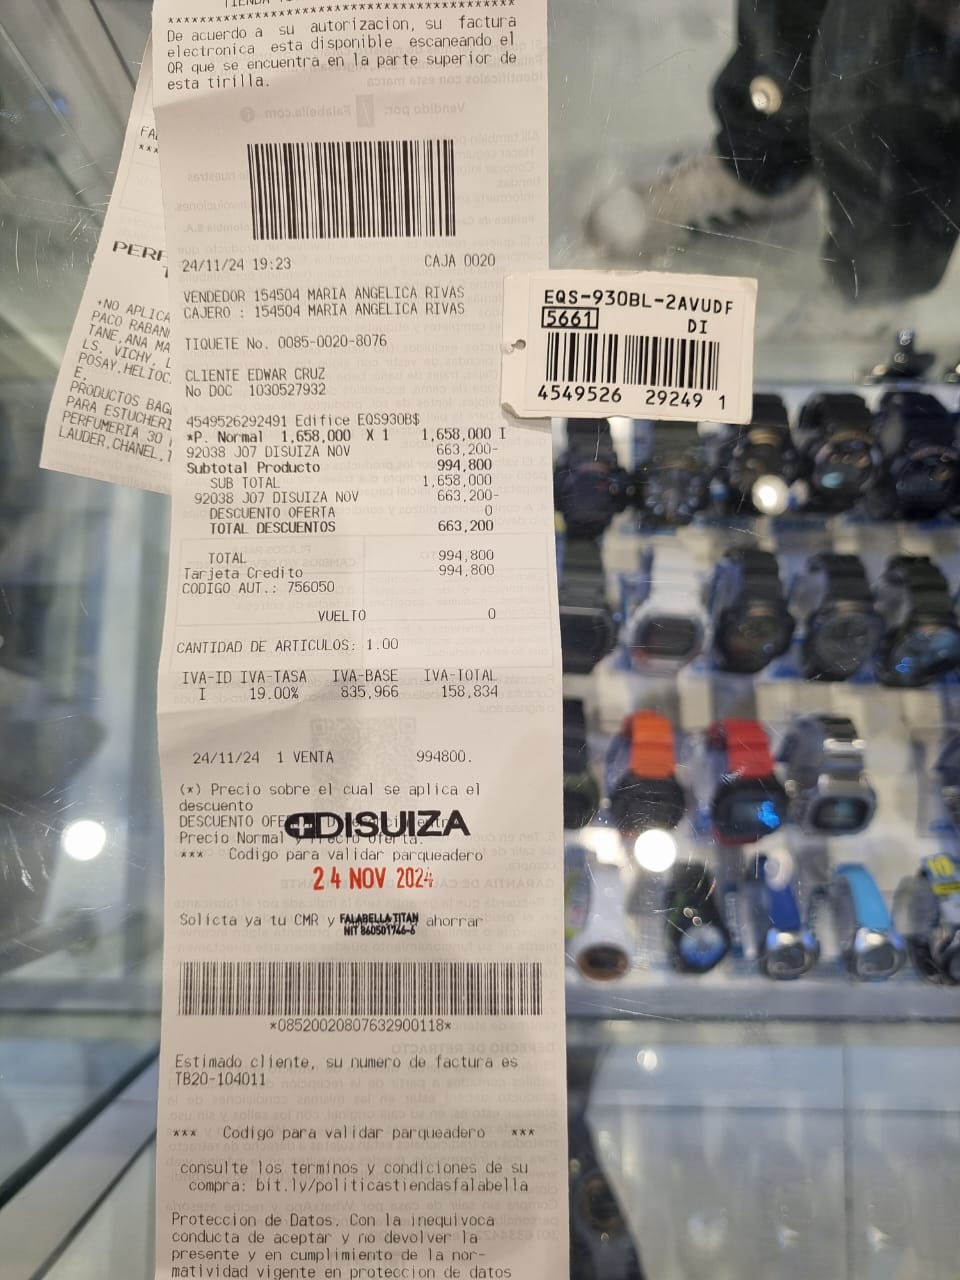 De acuerdo a su autorizacion, su factura
electronica esta disponible escaneando el
QR que se encuentra en la parte superior de
esta tirilla.
24/11/24 19:23 CAJA 0020
VENDEDOR 154504 MARIA ANGELICA RIVAS
CAJERO : 154504 MARIA ANGELICA RIVAS
TIQUETE No. 0085-0020-8076
CLIENTE EDWAR CRUZ
No DOC 1030527932
4549526292491 Edifice EQS930B$
*P. Normal 1,658,000 X 1 1,658,000 I
92038 J07 DISUIZA NOV 663,200-
Subtotal Producto 994,800
SUB TOTAL 1,658,000
92038 J07 DISUIZA NOV 663,200-
DESCUENTO OFERTA 0
TOTAL DESCUENTOS 663,200
TOTAL 994,800
Tarjeta Credito 994,800
CODIGO AUT.: 756050
VUELTO 0
CANTIDAD DE ARTICULOS: 1.00
IVA-ID IVA-TASA IVA-BASE IVA-TOTAL
I 19.00% 835,966 158,834
24/11/24 1 VENTA 994800.
(*) Precio sobre el cual se aplica el
descuento
DESCUENTO OFE
DISUIZA
Precio Normal y Precio Oferta.
*** Codigo para validar parqueadero
24 NOV 2024
Solicta ya tu CMR y ahorrar
FALABELLA TITAN
NIT 860501746-6
*08520020807632900118*
Estimado cliente, su numero de factura es
TB20-104011
*** Codigo para validar parqueadero ***
consulte los terminos y condiciones de su
compra: bit.ly/politicastiendasfalabella
Proteccion de Datos. Con la inequivoca
conducta de aceptar y no devolver la
presente y en cumplimiento de la nor-
matividad vigente en proteccion de datos
EQS-930BL-2AVUDF
5661 DI
4549526 29249 1
PERF
*NO APLICA
PACO RABAN
TANE,ANA MA
LS, VICHY, L
POSAY,HELIOC
E.
PRODUCTOS BAG
PARA ESTUCHERI
PERFUMERIA 30
LAUDER,CHANEL,